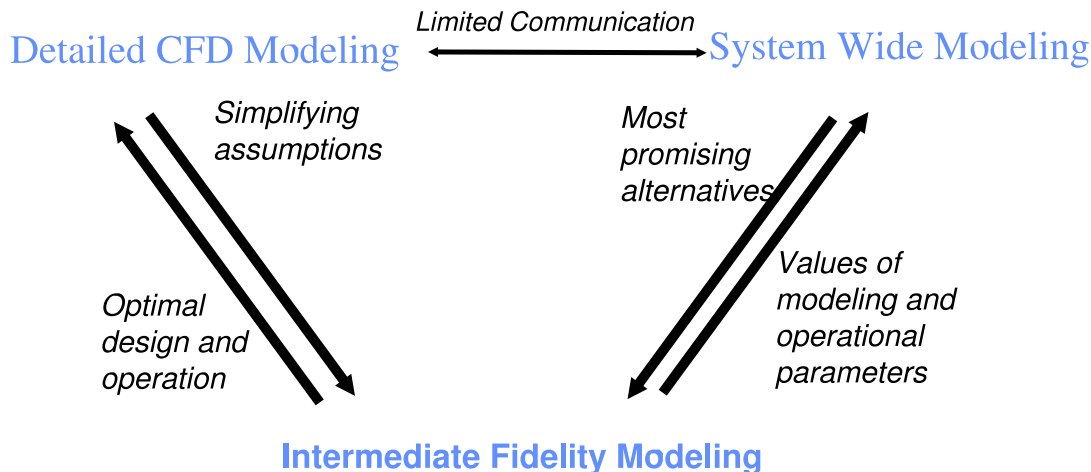 Limited Communication
Detailed CFD Modeling
System Wide Modeling
Simplifying
assumptions
Most
promising
alternatives
Optimal
design and
operation
Values of
modeling and
operational
parameters
Intermediate Fidelity Modeling